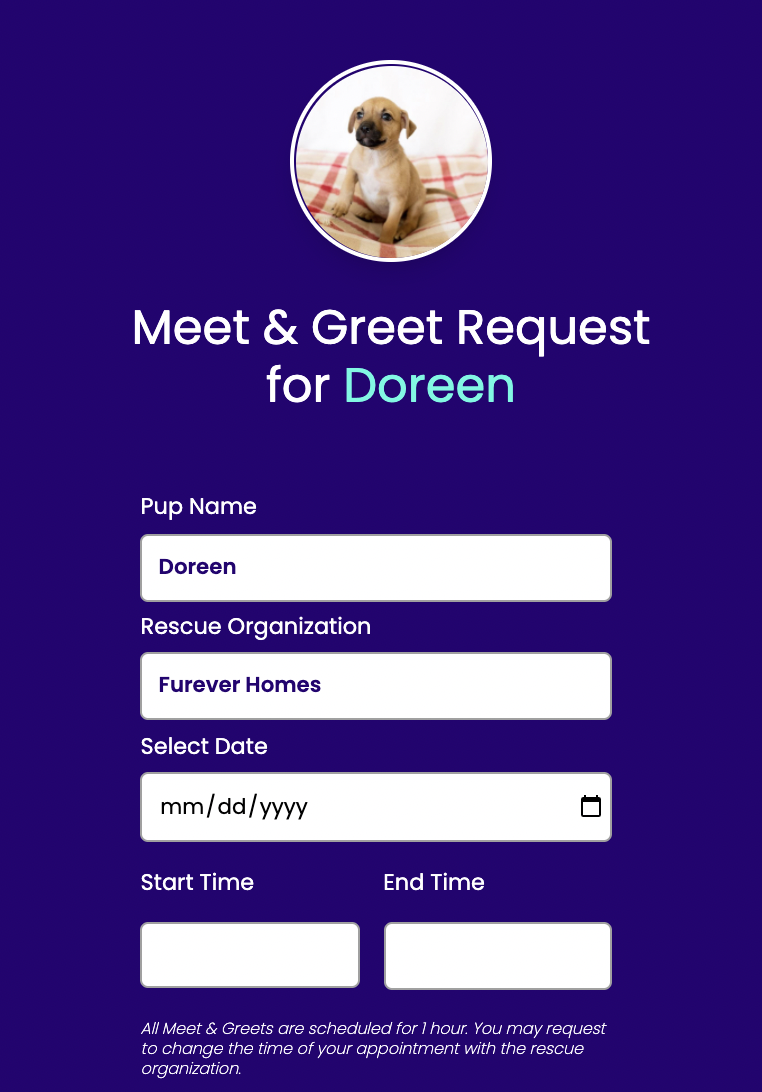 Meet & Greet Request
for Doreen
Pup Name
Doreen
Rescue Organization
Furever Homes
Select Date
mm/dd/yyyy
Start Time
End Time
All Meet & Greets are scheduled for 1 hour. You may request
to change the time of your appointment with the rescue
organization.